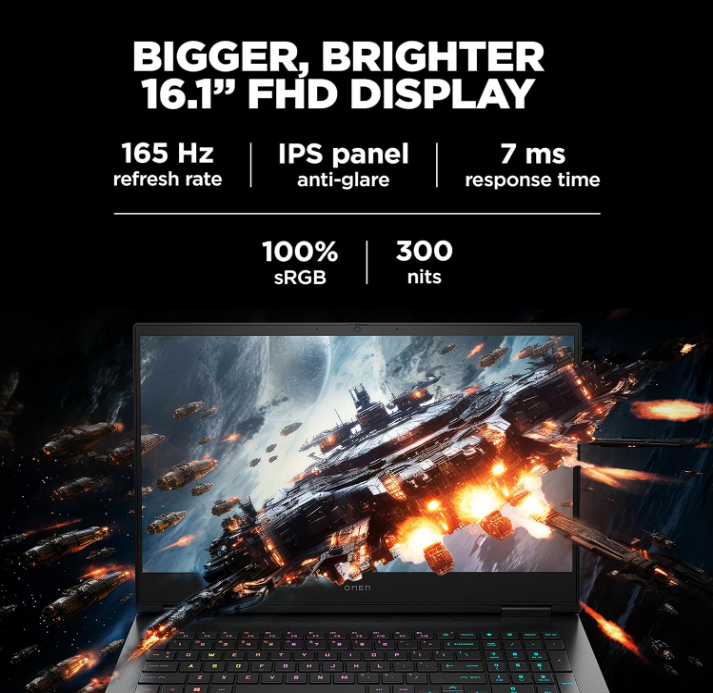 BIGGER, BRIGHTER
16.1” FHD DISPLAY
165 Hz
refresh rate
IPS panel
anti-glare
7 ms
response time
100%
sRGB
300
nits
OMEN